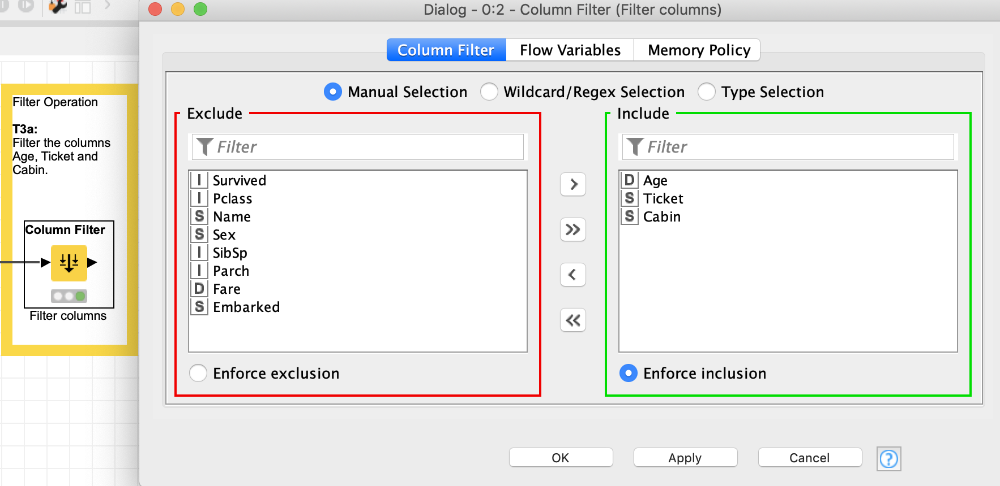 Dialog - 0:2 - Column Filter (Filter columns)
Column Filter
Flow Variables
Memory Policy
Manual Selection
Wildcard/Regex Selection
Type Selection
Filter Operation
T3a:
Filter the columns
Age, Ticket and
Cabin.
Column Filter
Filter columns
Exclude
Filter
I Survived
I Pclass
S Name
S Sex
I SibSp
I Parch
D Fare
S Embarked
Enforce exclusion
>
>>
<
<<
Include
Filter
D Age
S Ticket
S Cabin
Enforce inclusion
OK
Apply
Cancel
?